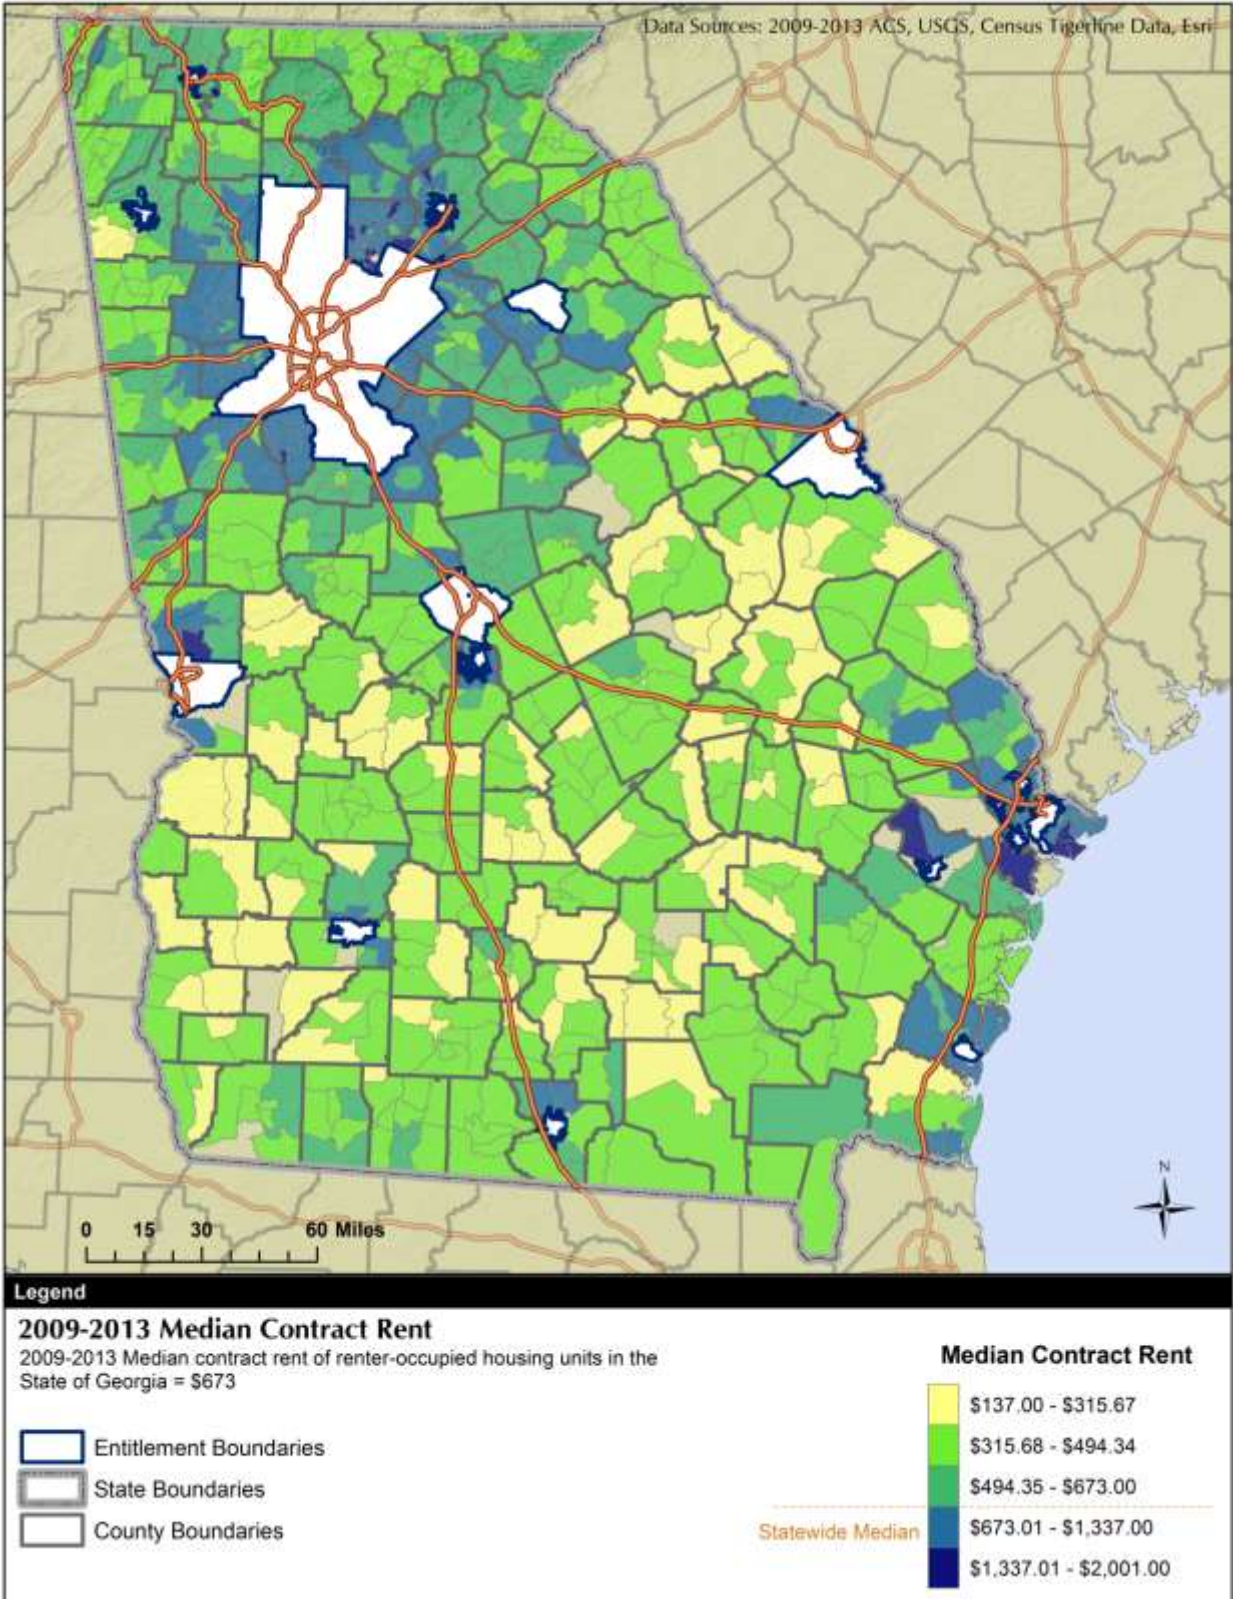 Data Sources: 2009-2013 ACS, USGS, Census Tigerline Data, Esri
N
0 15 30 60 Miles
Legend
2009-2013 Median Contract Rent
2009-2013 Median contract rent of renter-occupied housing units in the
State of Georgia = $673
Entitlement Boundaries
State Boundaries
County Boundaries
Median Contract Rent
$137.00 - $315.67
$315.68 - $494.34
$494.35 - $673.00
Statewide Median
$673.01 - $1,337.00
$1,337.01 - $2,001.00